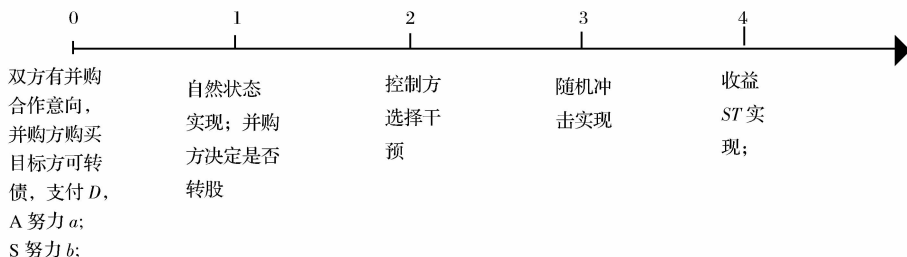 0 1 2 3 4
双方有并购
合作意向，
并购方购买
目标方可转
债，支付 D，
A 努力 a;
S 努力 b;
自然状态
实现；并购
方决定是否
转股
控制方
选择干
预
随机冲
击实现
收益
ST 实
现；